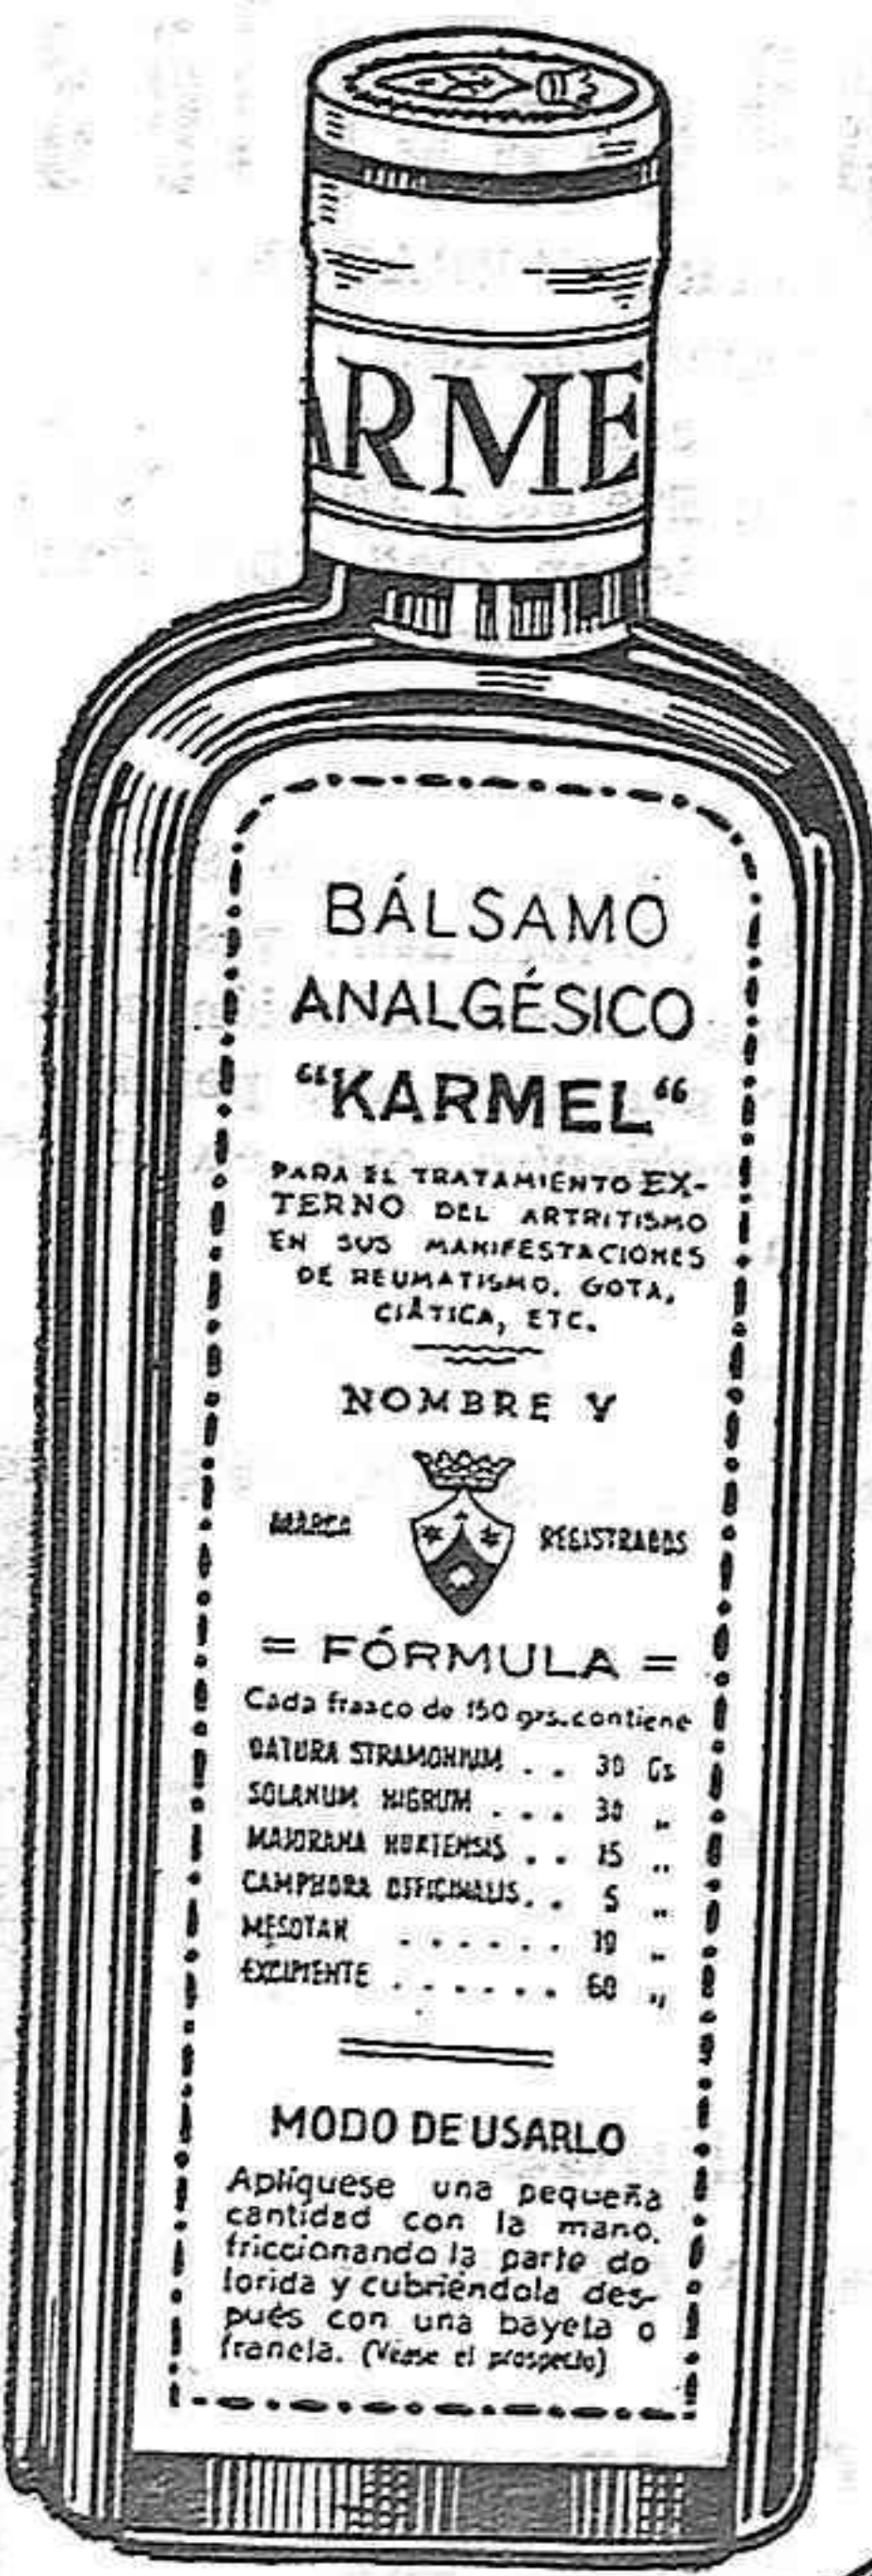 ARME
BÁLSAMO
ANALGÉSICO
“KARMEL“
PARA EL TRATAMIENTO EX-
TERNO DEL ARTRITISMO
EN SUS MANIFESTACIONES
DE REUMATISMO, GOTA,
CIÁTICA, ETC.
NOMBRE Y
MARCA REGISTRADOS
= FÓRMULA =
Cada frasco de 150 grs. contiene
DATURA STRAMONIUM . . 30 Gs
SOLANUM NIGRUM . . . 30 „
MAJORANA HORTENSIS . . 15 „
CAMPHORA OFFICINALIS. . 5 „
MESOTAN . . . . . . 10 „
EXCIPIENTE . . . . . . 60 „
MODO DE USARLO
Aplíquese una pequeña
cantidad con la mano,
friccionando la parte do
lorida y cubriéndola des-
pués con una bayeta o
franela. (Véase el prospecto)